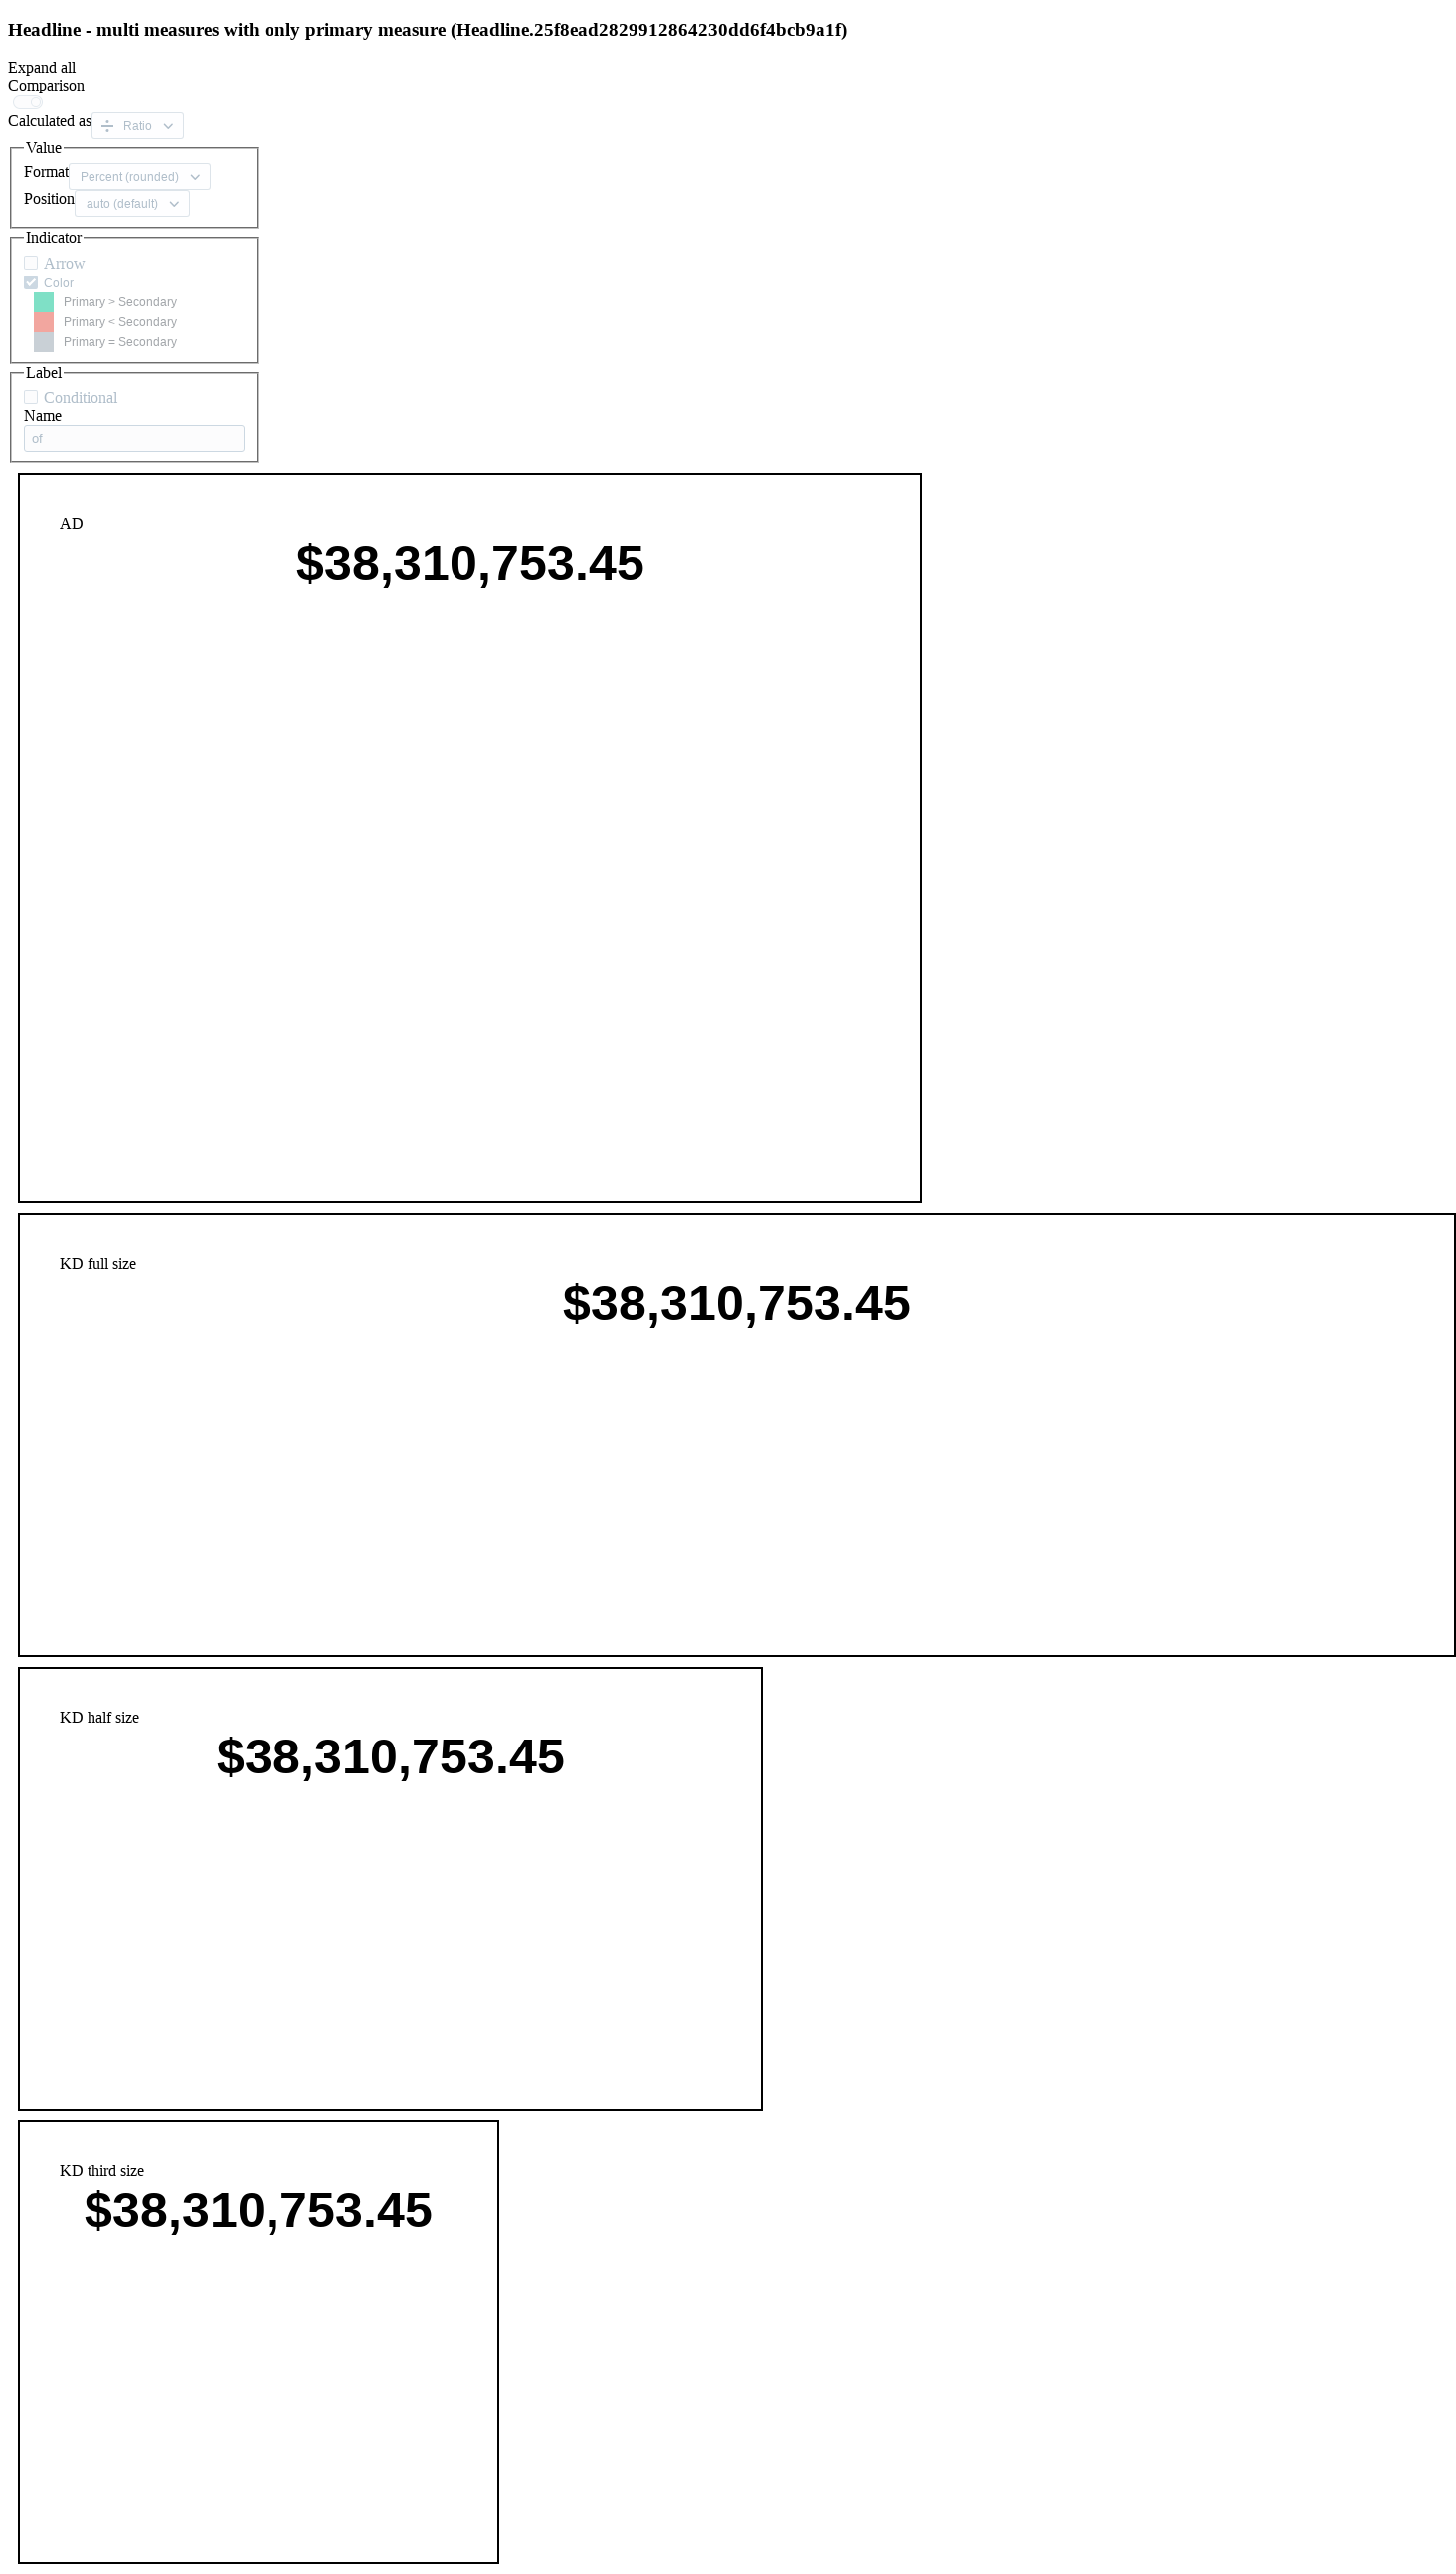 Headline - multi measures with only primary measure (Headline.25f8ead2829912864230dd6f4bcb9a1f)
Expand all
Comparison
Calculated as Ratio
Value
Format Percent (rounded)
Position auto (default)
Indicator
Arrow
Color
Primary > Secondary
Primary < Secondary
Primary = Secondary
Label
Conditional
Name
of
AD
$38,310,753.45
KD full size
$38,310,753.45
KD half size
$38,310,753.45
KD third size
$38,310,753.45